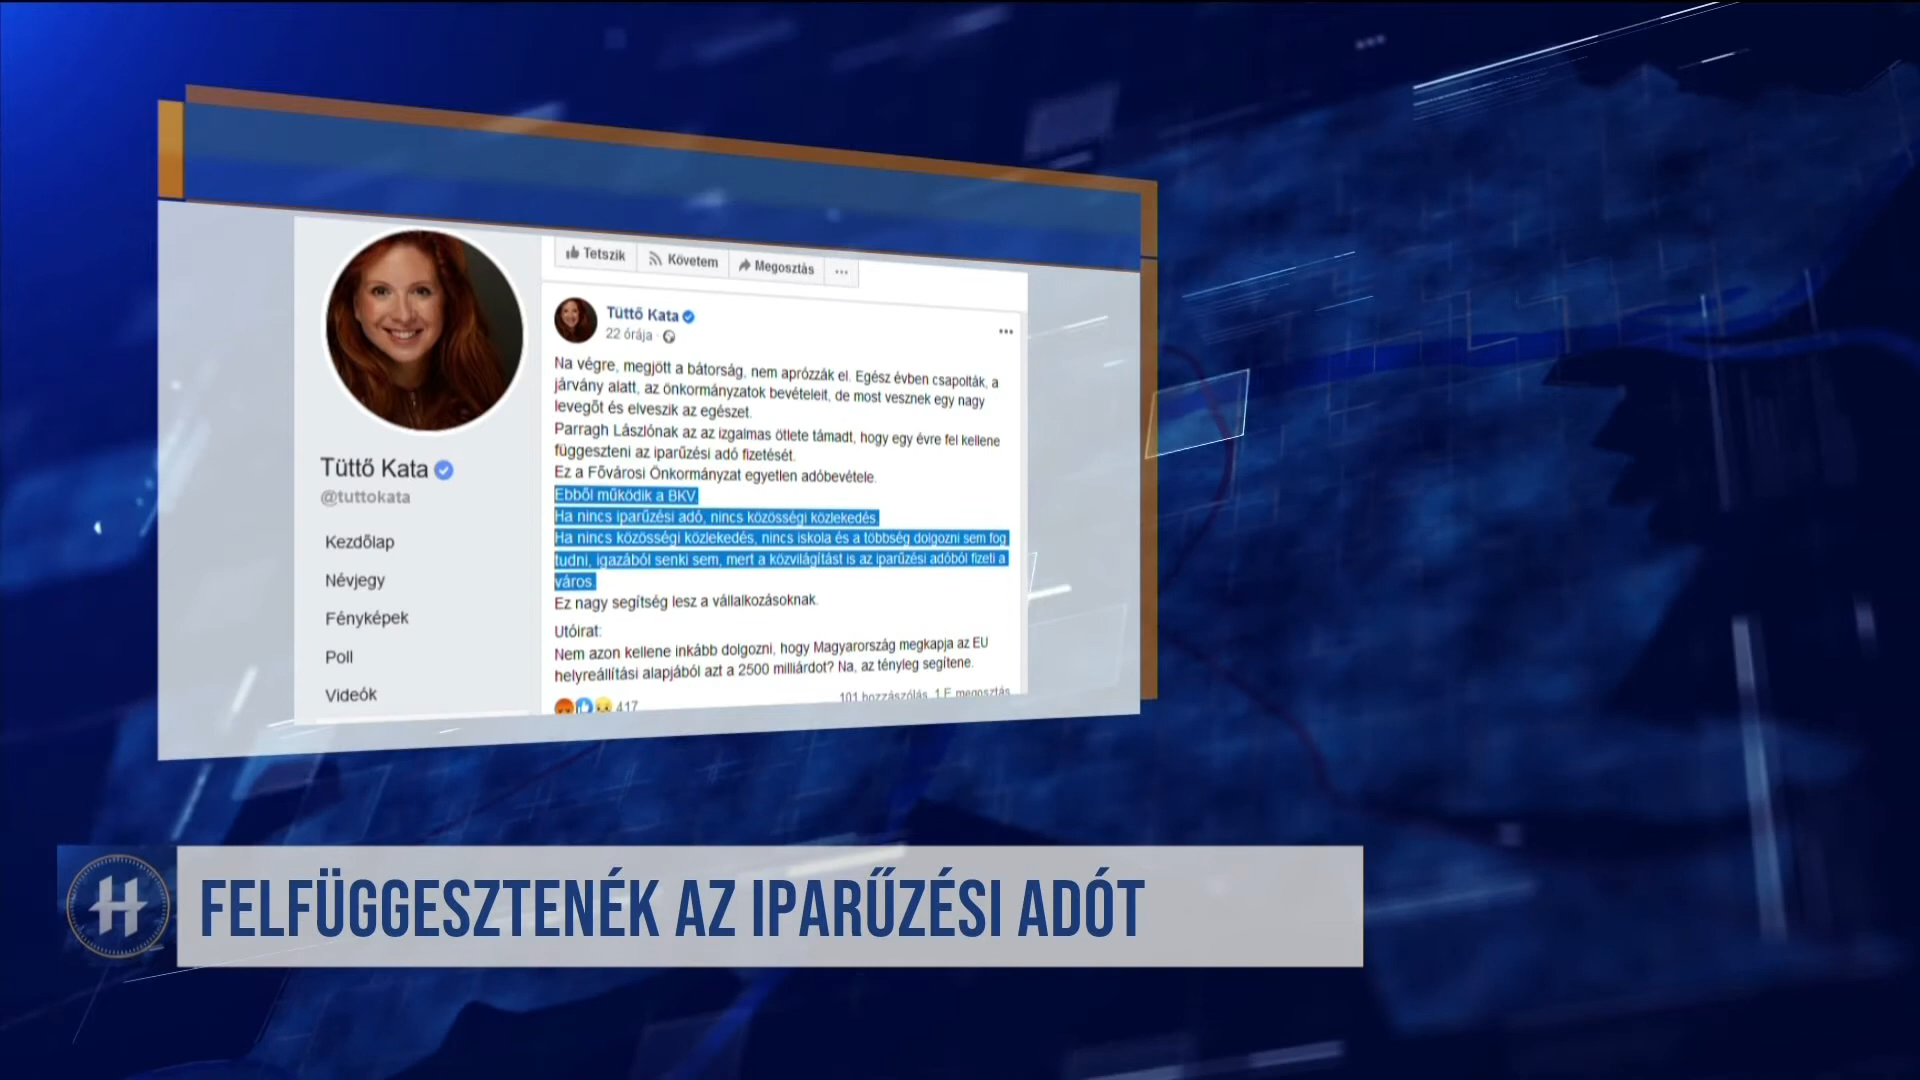 Tetszik
Követem
Megosztás
Tüttő Kata
22 órája
Na végre, megjött a bátorság, nem aprózzák el. Egész évben csapolták, a
járvány alatt, az önkormányzatok bevételeit, de most vesznek egy nagy
levegőt és elveszik az egészet.
Parragh Lászlónak az az izgalmas ötlete támadt, hogy egy évre fel kellene
függeszteni az iparűzési adó fizetését.
Ez a Fővárosi Önkormányzat egyetlen adóbevétele.
Ebből működik a BKV.
Ha nincs iparűzési adó, nincs közösségi közlekedés.
Ha nincs közösségi közlekedés, nincs iskola és a többség dolgozni sem fog
tudni, igazából senki sem, mert a közvilágítást is az iparűzési adóból fizeti a
város.
Ez nagy segítség lesz a vállalkozásoknak.
Utóirat:
Nem azon kellene inkább dolgozni, hogy Magyarország megkapja az EU
helyreállítási alapjából azt a 2500 milliárdot? Na, az tényleg segítene.
417
101 hozzászólás 1 E megosztás
Tüttő Kata
@tuttokata
Kezdőlap
Névjegy
Fényképek
Poll
Videók
H
FELFÜGGESZTENÉK AZ IPARŰZÉSI ADÓT